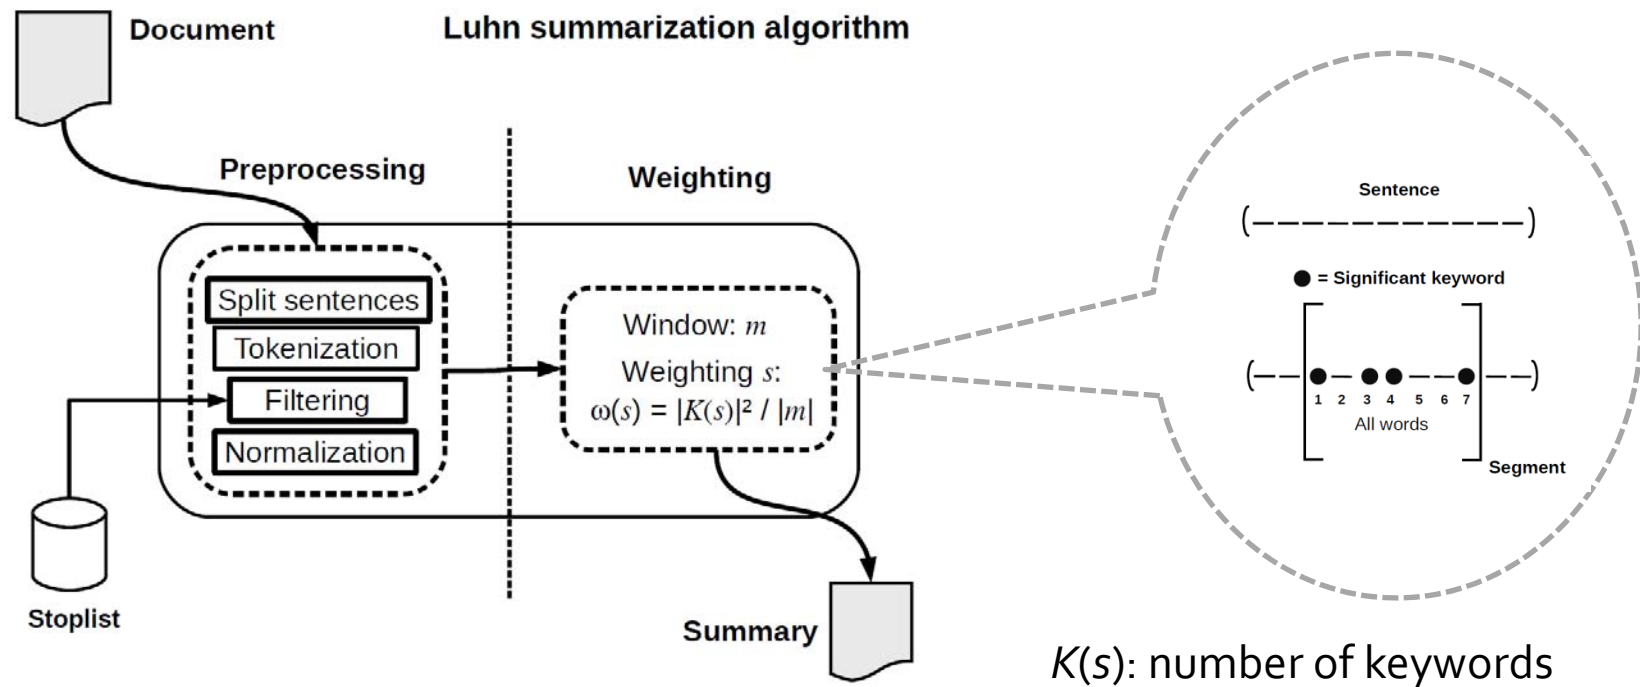 Document
Luhn summarization algorithm
Preprocessing
Weighting
Split sentences
Tokenization
Filtering
Normalization
Stoplist
Window: m
Weighting s:
ω(s) = |K(s)|² / |m|
Summary
Sentence
= Significant keyword
1 2 3 4 5 6 7
All words
Segment
K(s): number of keywords